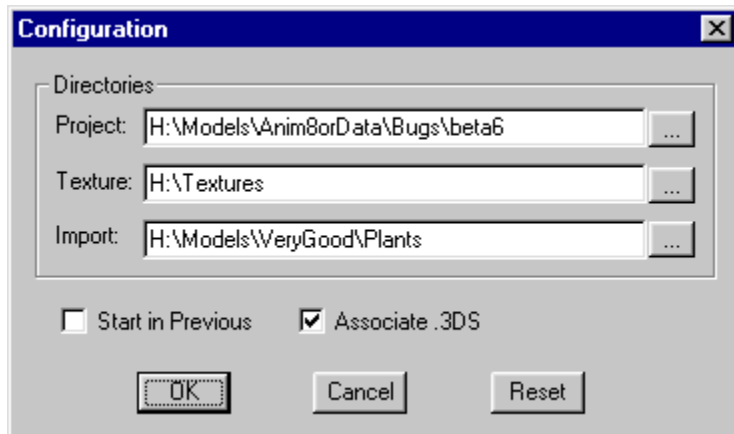 Configuration
Directories
Project: H:\Models\Anim8orData\Bugs\beta6 ...
Texture: H:\Textures ...
Import: H:\Models\VeryGood\Plants ...
Start in Previous Associate .3DS
OK Cancel Reset